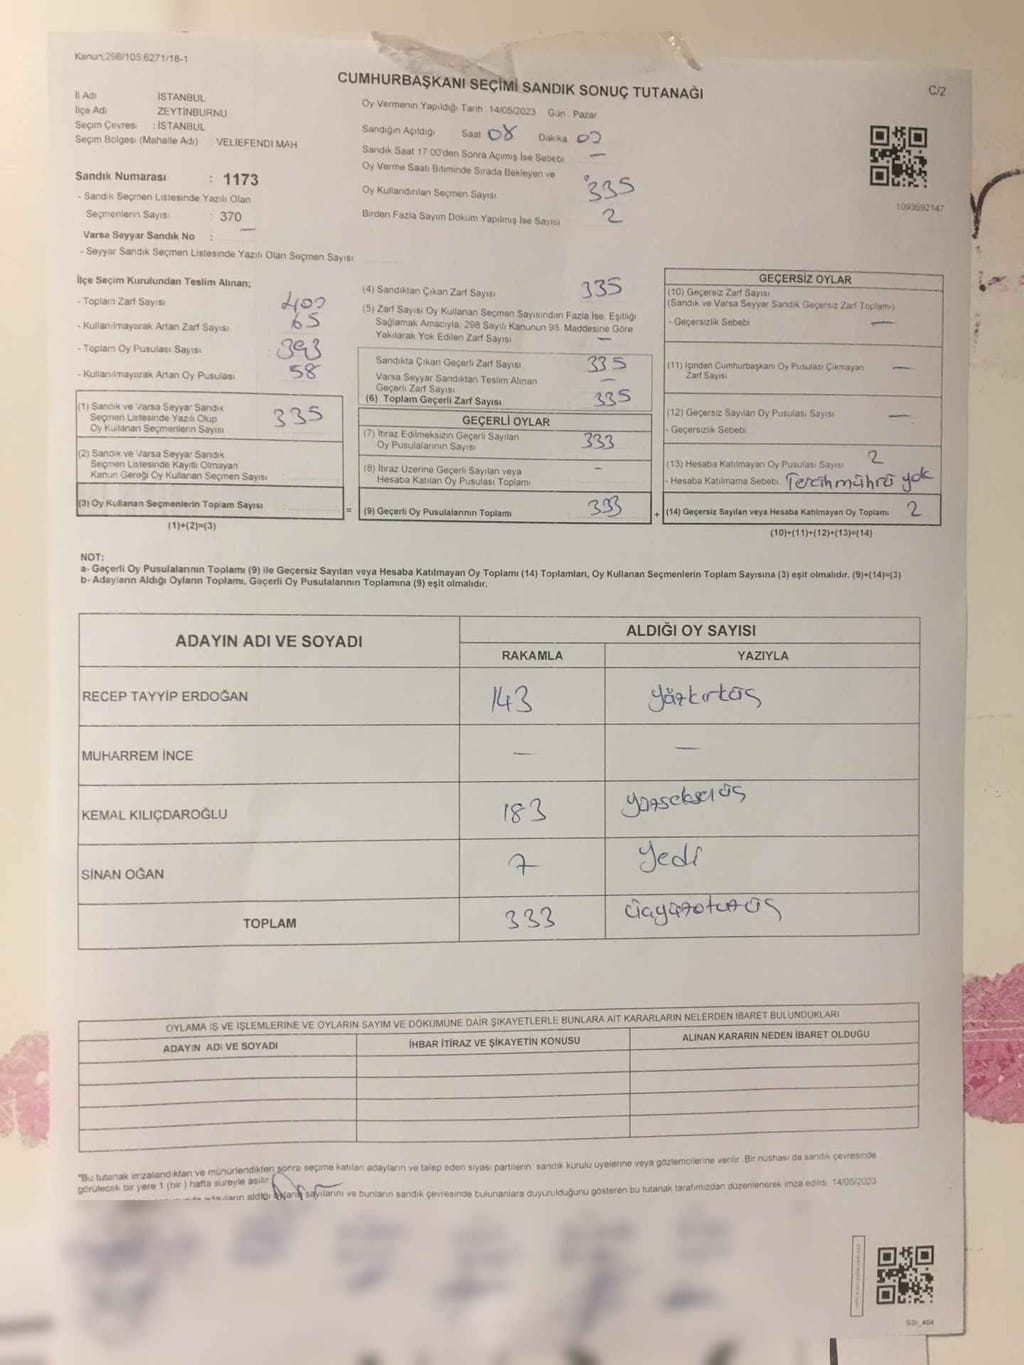 Kanun,298/105 6271/18-1
CUMHURBAŞKANI SEÇİMİ SANDIK SONUÇ TUTANAĞI
C/2
İl Adı İSTANBUL
İlçe Adı ZEYTİNBURNU
Seçim Çevresi : İSTANBUL
Seçim Bölgesi (Mahalle Adı) VELİEFENDİ MAH
Sandık Numarası : 1173
- Sandık Seçmen Listesinde Yazılı Olan
Seçmenlerin Sayısı : 370
Varsa Seyyar Sandık No : —
- Seyyar Sandık Seçmen Listesinde Yazılı Olan Seçmen Sayısı
Oy Vermenin Yapıldığı Tarih 14/05/2023 Gün : Pazar
Sandığın Açıldığı Saat 08 Dakika 00
Sandık Saat 17:00'den Sonra Açımış İse Sebebi —
Oy Verme Saati Bitiminde Sırada Bekleyen ve
Oy Kullandırılan Seçmen Sayısı 335
Birden Fazla Sayım Döküm Yapılmış İse Sayısı 2
1093692147
İlçe Seçim Kurulundan Teslim Alınan;
- Toplam Zarf Sayısı 400
- Kullanılmayarak Artan Zarf Sayısı 65
- Toplam Oy Pusulası Sayısı 393
- Kullanılmayarak Artan Oy Pusulası 58
(1) Sandık ve Varsa Seyyar Sandık
Seçmen Listesinde Yazılı Olup
Oy Kullanan Seçmenlerin Sayısı 335
(2) Sandık ve Varsa Seyyar Sandık
Seçmen Listesinde Kayıtlı Olmayan
Kanun Gereği Oy Kullanan Seçmen Sayısı
(3) Oy Kullanan Seçmenlerin Toplam Sayısı
(1)+(2)=(3)
=
(4) Sandıktan Çıkan Zarf Sayısı 335
(5) Zarf Sayısı Oy Kullanan Seçmen Sayısından Fazla İse, Eşitliği
Sağlamak Amacıyla, 298 Sayılı Kanunun 98. Maddesine Göre
Yakılarak Yok Edilen Zarf Sayısı —
Sandıkta Çıkan Geçerli Zarf Sayısı 335
Varsa Seyyar Sandıktan Teslim Alınan
Geçerli Zarf Sayısı —
(6) Toplam Geçerli Zarf Sayısı 335
GEÇERLİ OYLAR
(7) İtiraz Edilmeksizin Geçerli Sayılan
Oy Pusulalarının Sayısı 333
(8) İtiraz Üzerine Geçerli Sayılan veya
Hesaba Katılan Oy Pusulası Toplamı –
(9) Geçerli Oy Pusulalarının Toplamı 333
+
GEÇERSİZ OYLAR
(10) Geçersiz Zarf Sayısı
(Sandık ve Varsa Seyyar Sandık Geçersiz Zarf Toplamı)
- Geçersizlik Sebebi —
(11) İçinden Cumhurbaşkanı Oy Pusulası Çıkmayan
Zarf Sayısı —
(12) Geçersiz Sayılan Oy Pusulası Sayısı —
- Geçersizlik Sebebi
(13) Hesaba Katılmayan Oy Pusulası Sayısı 2
- Hesaba Katılmama Sebebi Tercih mührü yok
(14) Geçersiz Sayılan veya Hesaba Katılmayan Oy Toplamı 2
(10)+(11)+(12)+(13)=(14)
NOT:
a- Geçerli Oy Pusulalarının Toplamı (9) ile Geçersiz Sayılan veya Hesaba Katılmayan Oy Toplamı (14) Toplamları, Oy Kullanan Seçmenlerin Toplam Sayısına (3) eşit olmalıdır. (9)+(14)=(3)
b- Adayların Aldığı Oyların Toplamı, Geçerli Oy Pusulalarının Toplamına (9) eşit olmalıdır.
ADAYIN ADI VE SOYADI ALDIĞI OY SAYISI
RAKAMLA YAZIYLA
RECEP TAYYİP ERDOĞAN 143 yüzkırküç
MUHARREM İNCE — —
KEMAL KILIÇDAROĞLU 183 yüzseksenüç
SİNAN OĞAN 7 yedi
TOPLAM 333 üçyüzotuzüç
OYLAMA İŞ VE İŞLEMLERİNE VE OYLARIN SAYIM VE DÖKÜMÜNE DAİR ŞİKAYETLERLE BUNLARA AİT KARARLARIN NELERDEN İBARET BULUNDUKLARI
ADAYIN ADI VE SOYADI İHBAR İTİRAZ VE ŞİKAYETİN KONUSU ALINAN KARARIN NEDEN İBARET OLDUĞU
*Bu tutanak imzalandıktan ve mühürlendikten sonra seçime katılan adayların ve talep eden siyasi partilerin sandık kurulu üyelerine veya gözlemcilerine verilir. Bir nüshası da sandık çevresinde
görülecek bir yere 1 (bir) hafta süreyle asılır.
adayların aldığı oyların sayılarını ve bunların sandık çevresinde bulunanlara duyurulduğunu gösteren bu tutanak tarafımızdan düzenlenerek imza edildi. 14/05/2023